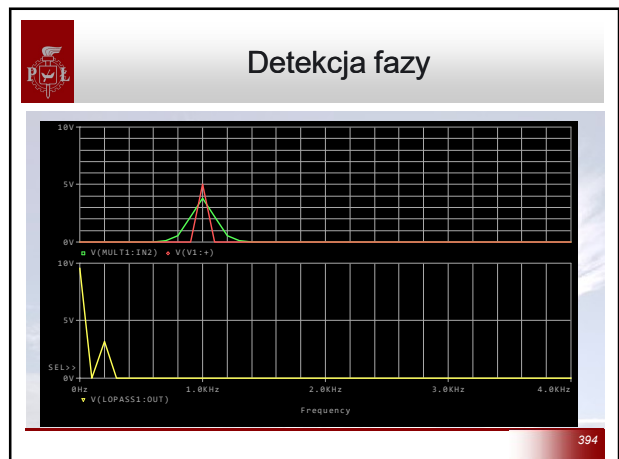 P Ł
Detekcja fazy
10V
5V
0V
V(MULT1:IN2) V(V1:+)
10V
5V
SEL>>
0V
0Hz 1.0KHz 2.0KHz 3.0KHz 4.0KHz
V(LOPASS1:OUT)
Frequency
394